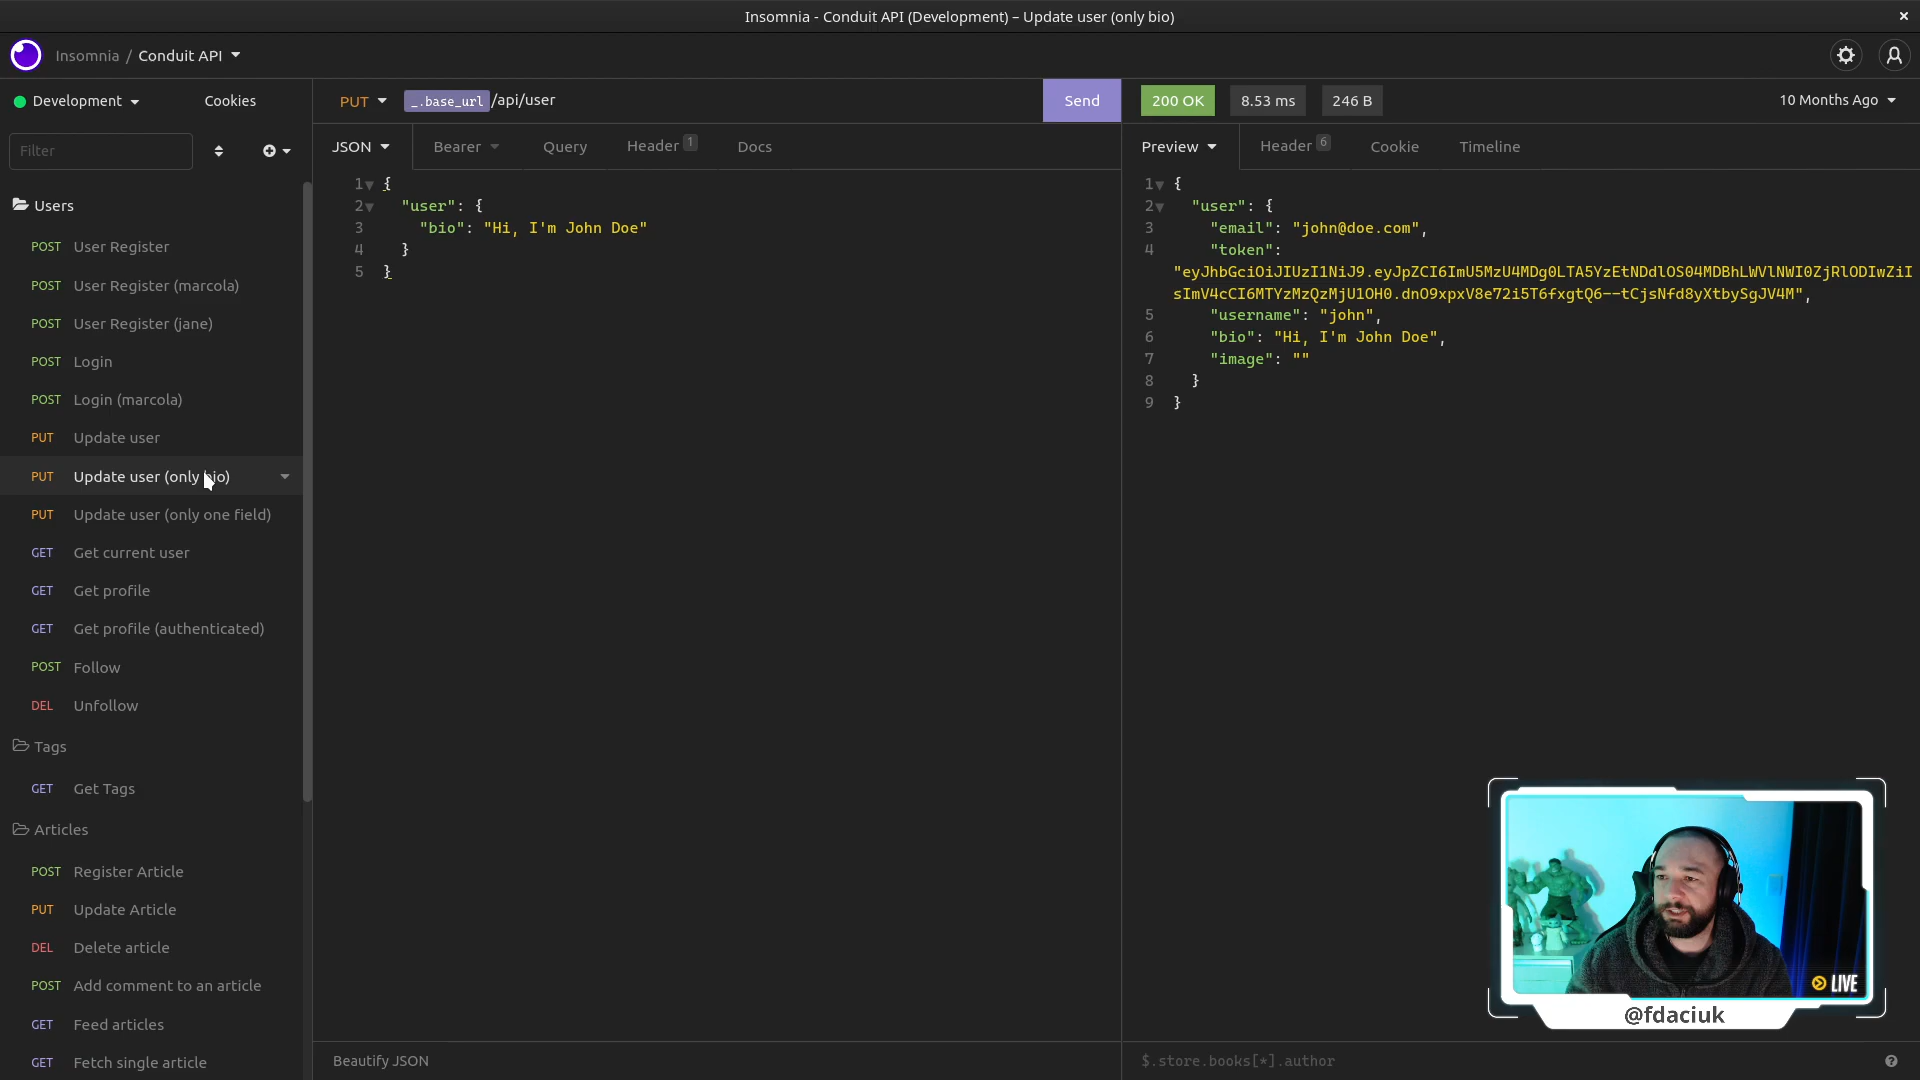 Insomnia - Conduit API (Development) – Update user (only bio)
Insomnia / Conduit API
Development
Cookies
Filter
Users
POST User Register
POST User Register (marcola)
POST User Register (jane)
POST Login
POST Login (marcola)
PUT Update user
PUT Update user (only bio)
PUT Update user (only one field)
GET Get current user
GET Get profile
GET Get profile (authenticated)
POST Follow
DEL Unfollow
Tags
GET Get Tags
Articles
POST Register Article
PUT Update Article
DEL Delete article
POST Add comment to an article
GET Feed articles
GET Fetch single article
PUT _.base_url/api/user Send
JSON Bearer Query Header 1 Docs
1 {
2 "user": {
3 "bio": "Hi, I'm John Doe"
4 }
5 }
Beautify JSON
200 OK 8.53 ms 246 B 10 Months Ago
Preview Header 6 Cookie Timeline
1 {
2 "user": {
3 "email": "john@doe.com",
4 "token":
"eyJhbGciOiJIUzI1NiJ9.eyJpZCI6ImU5MzU4MDg0LTA5YzEtNDdlOS04MDBhLWVlNWI0ZjRlODIwZiI
sImV4cCI6MTYzMzQzMjU1OH0.dnO9xpxV8e72i5T6fxgtQ6--tCjsNfd8yXtbySgJV4M",
5 "username": "john",
6 "bio": "Hi, I'm John Doe",
7 "image": ""
8 }
9 }
LIVE
@fdaciuk
$.store.books[*].author